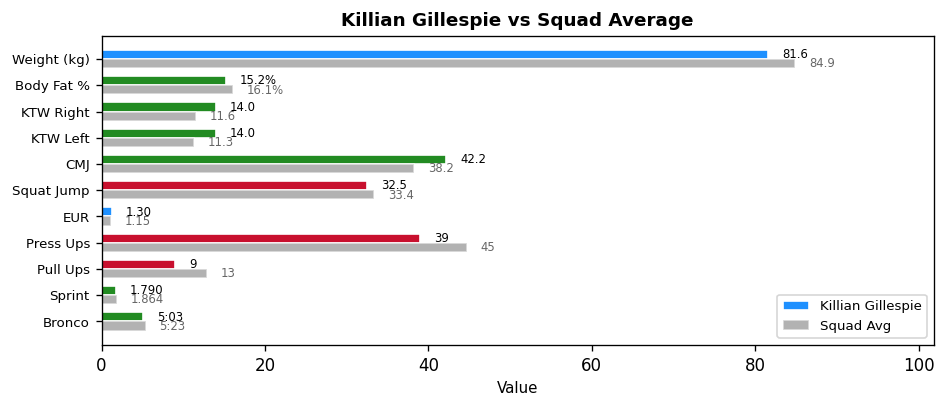 Killian Gillespie vs Squad Average
Weight (kg) 81.6
84.9
Body Fat % 15.2%
16.1%
KTW Right 14.0
11.6
KTW Left 14.0
11.3
CMJ 42.2
38.2
Squat Jump 32.5
33.4
EUR 1.30
1.15
Press Ups 39
45
Pull Ups 9
13
Sprint 1.790
1.864
Bronco 5:03
5:23
Killian Gillespie
Squad Avg
0 20 40 60 80 100
Value